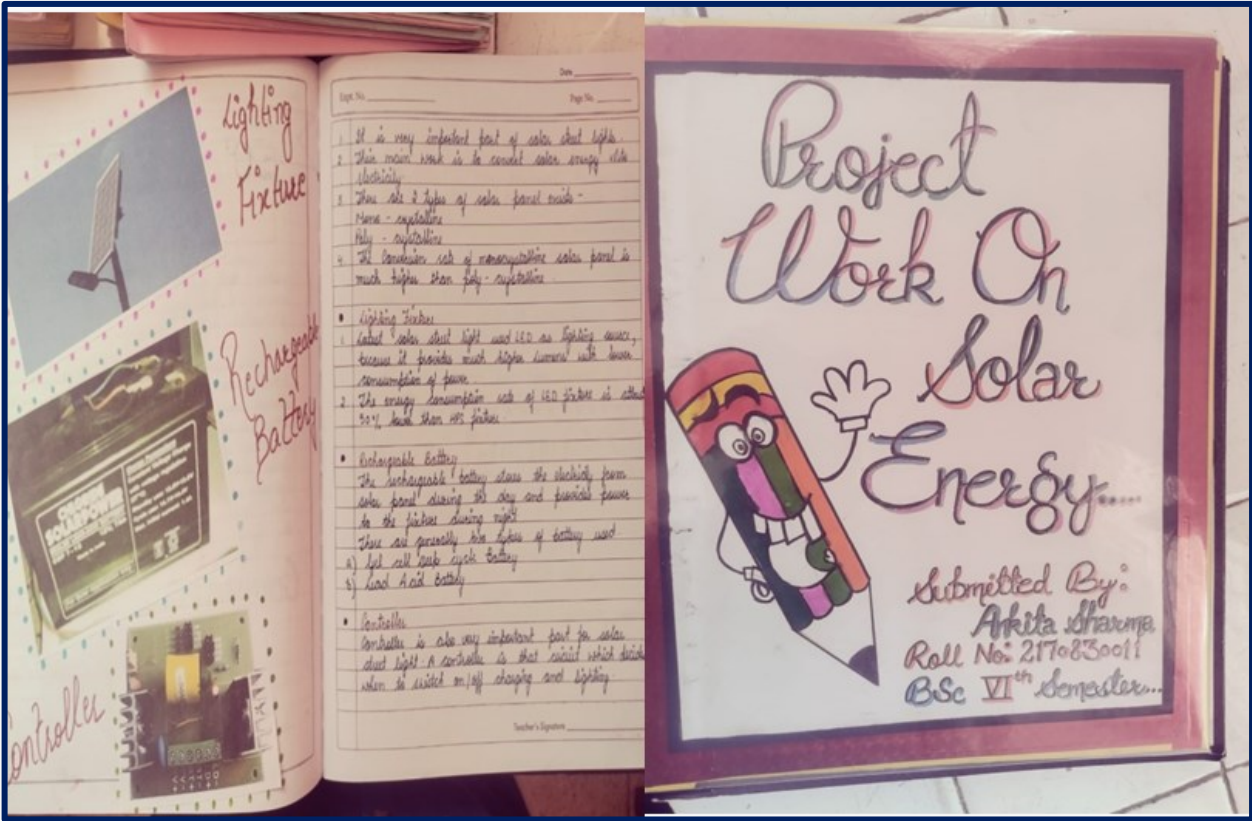 Lighting
Fixture
Rechargeable
Battery
SOLARPOWER
Controller
Date
Expt. No.
Page No.
1. It is very important part of solar street lights.
2. Their main work is to convert solar energy into
electricity.
3. There are 2 types of solar panel exists -
Mono - crystalline
Poly - crystalline
4. The Conversion rate of monocrystalline solar panel is
much higher than Poly - crystalline.
• Lighting Fixture
1. Latest solar street light used LED as lighting source,
because it provides much higher lumens with lower
consumption of power.
2. The energy consumption rate of LED fixture is
50% lower than HPS fixture.
• Rechargeable Battery
The rechargeable battery stores the electricity from
solar panel during the day and provides power
to the fixture during night.
There are generally two types of battery used.
a) Gel cell deep cycle Battery
b) Lead Acid Battery
• Controller
Controller is also very important part for solar
street light. A controller is that circuit which
when to switch on/off charging and lighting.
Teacher's Signature
Project
Work On
Solar
Energy.....
Submitted By:
Ankita Sharma
Roll No: 2170830011
BSc VIth Semester...